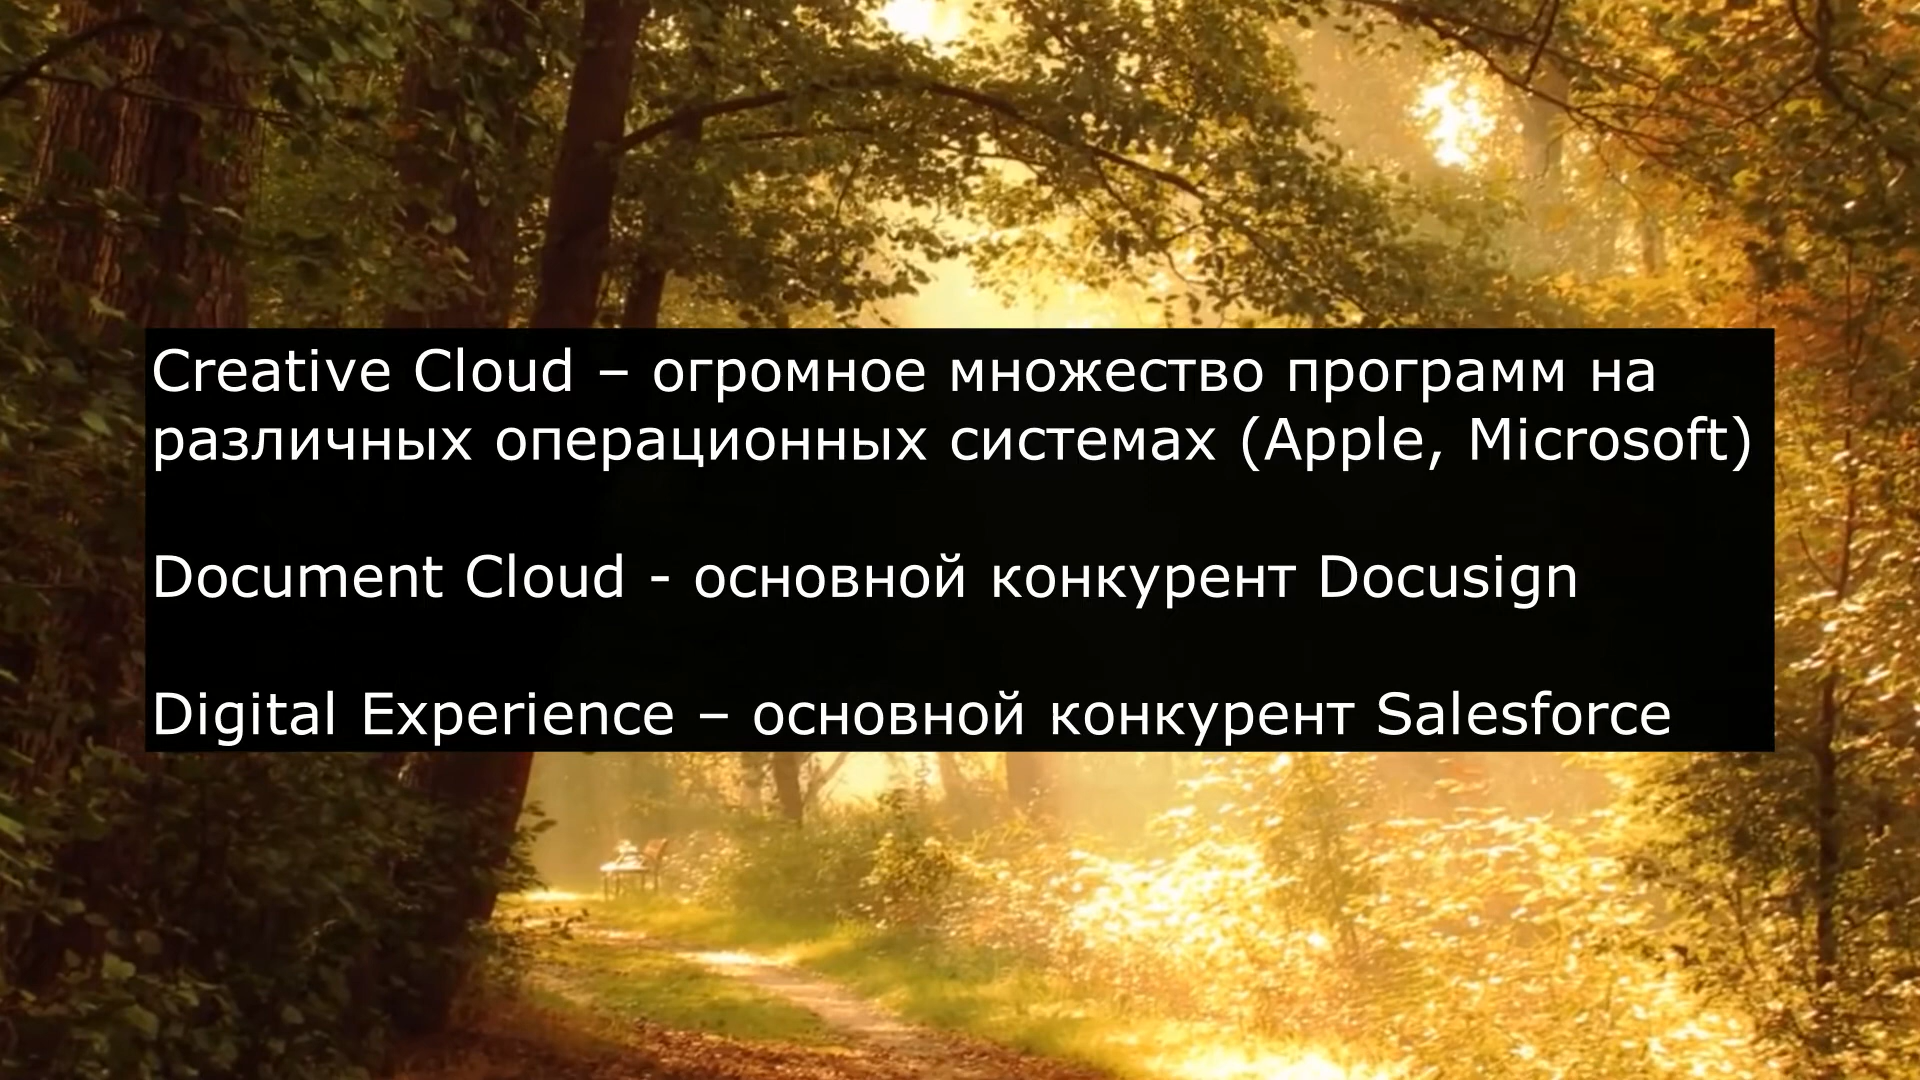 Creative Cloud – огромное множество программ на
различных операционных системах (Apple, Microsoft)
Document Cloud - основной конкурент Docusign
Digital Experience – основной конкурент Salesforce